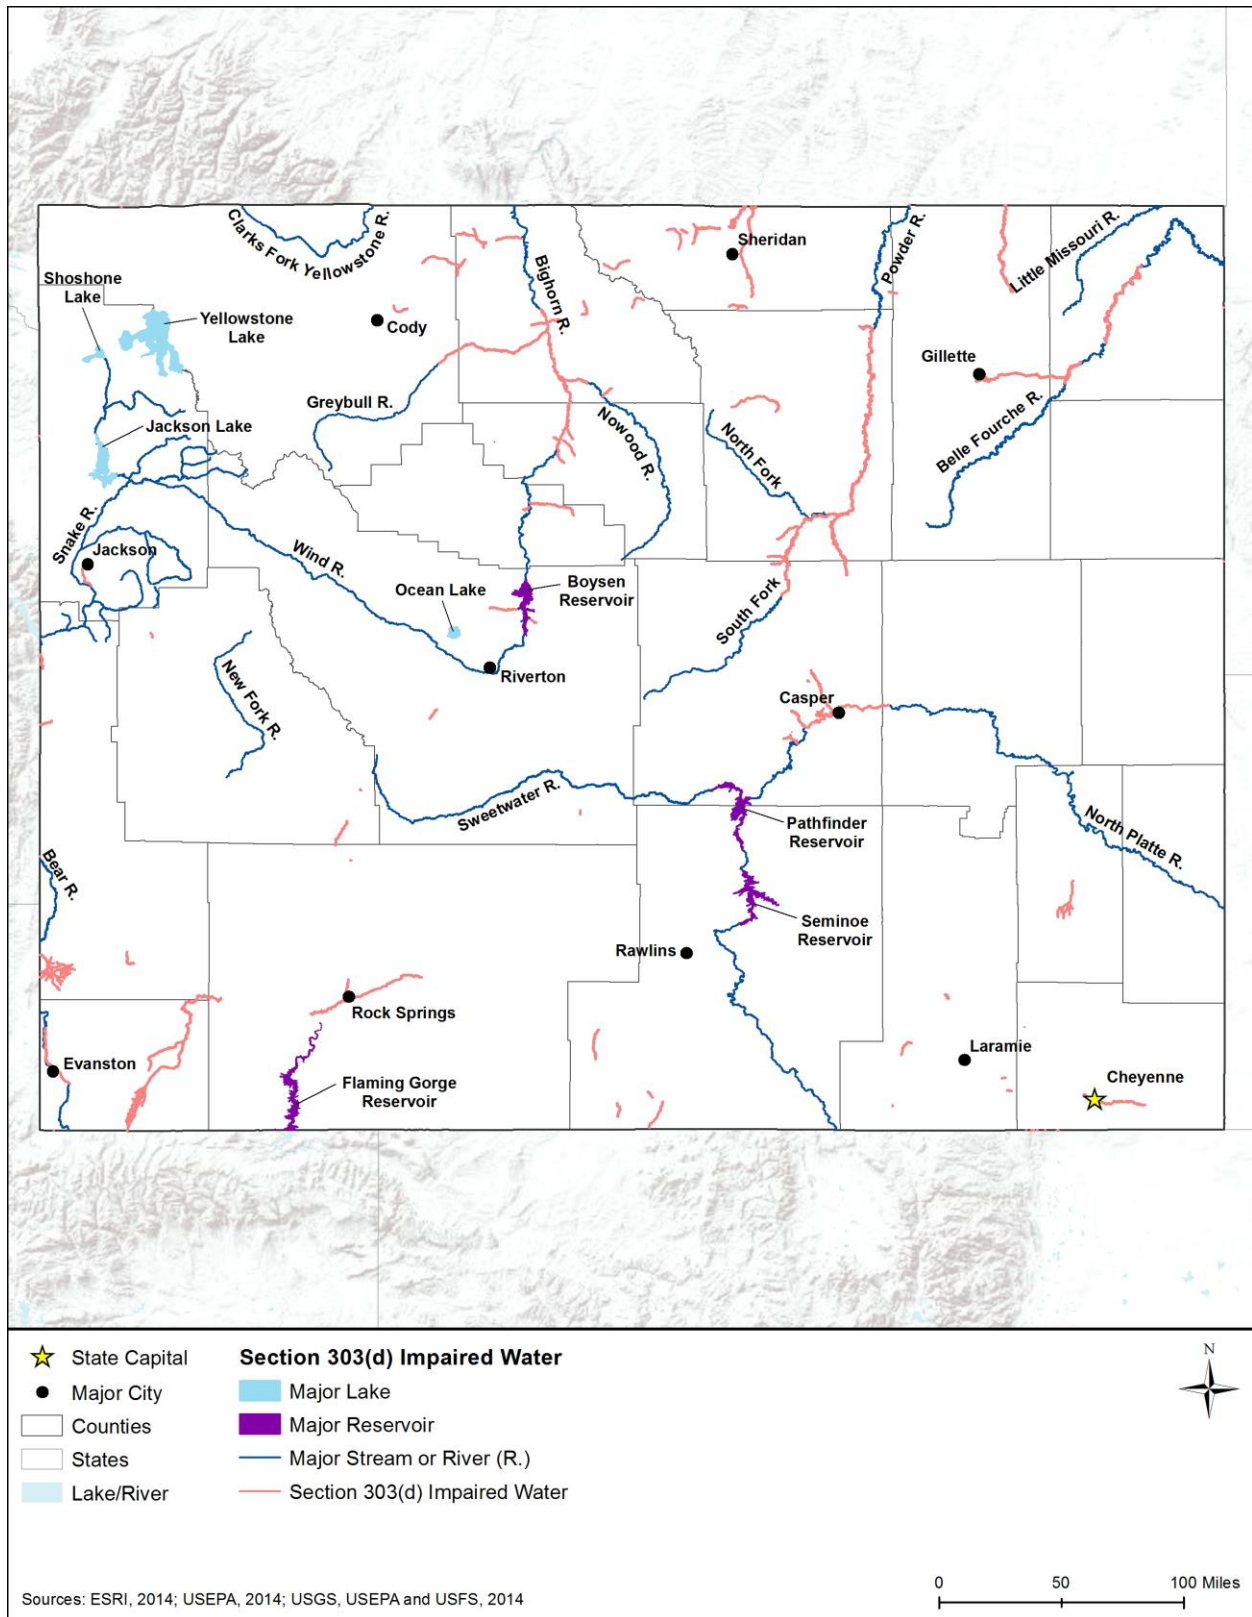 Clarks Fork Yellowstone R.
Bighorn R.
Sheridan
Powder R.
Little Missouri R.
Shoshone
Lake
Yellowstone
Lake
Cody
Gillette
Greybull R.
Jackson Lake
Nowood R.
North Fork
Belle Fourche R.
Snake R.
Jackson
Wind R.
Ocean Lake
Boysen
Reservoir
South Fork
Riverton
New Fork R.
Casper
Sweetwater R.
Pathfinder
Reservoir
North Platte R.
Bear R.
Seminoe
Reservoir
Rawlins
Rock Springs
Evanston
Flaming Gorge
Reservoir
Laramie
Cheyenne
State Capital
Major City
Counties
States
Lake/River
Section 303(d) Impaired Water
Major Lake
Major Reservoir
Major Stream or River (R.)
Section 303(d) Impaired Water
N
Sources: ESRI, 2014; USEPA, 2014; USGS, USEPA and USFS, 2014
0 50 100 Miles